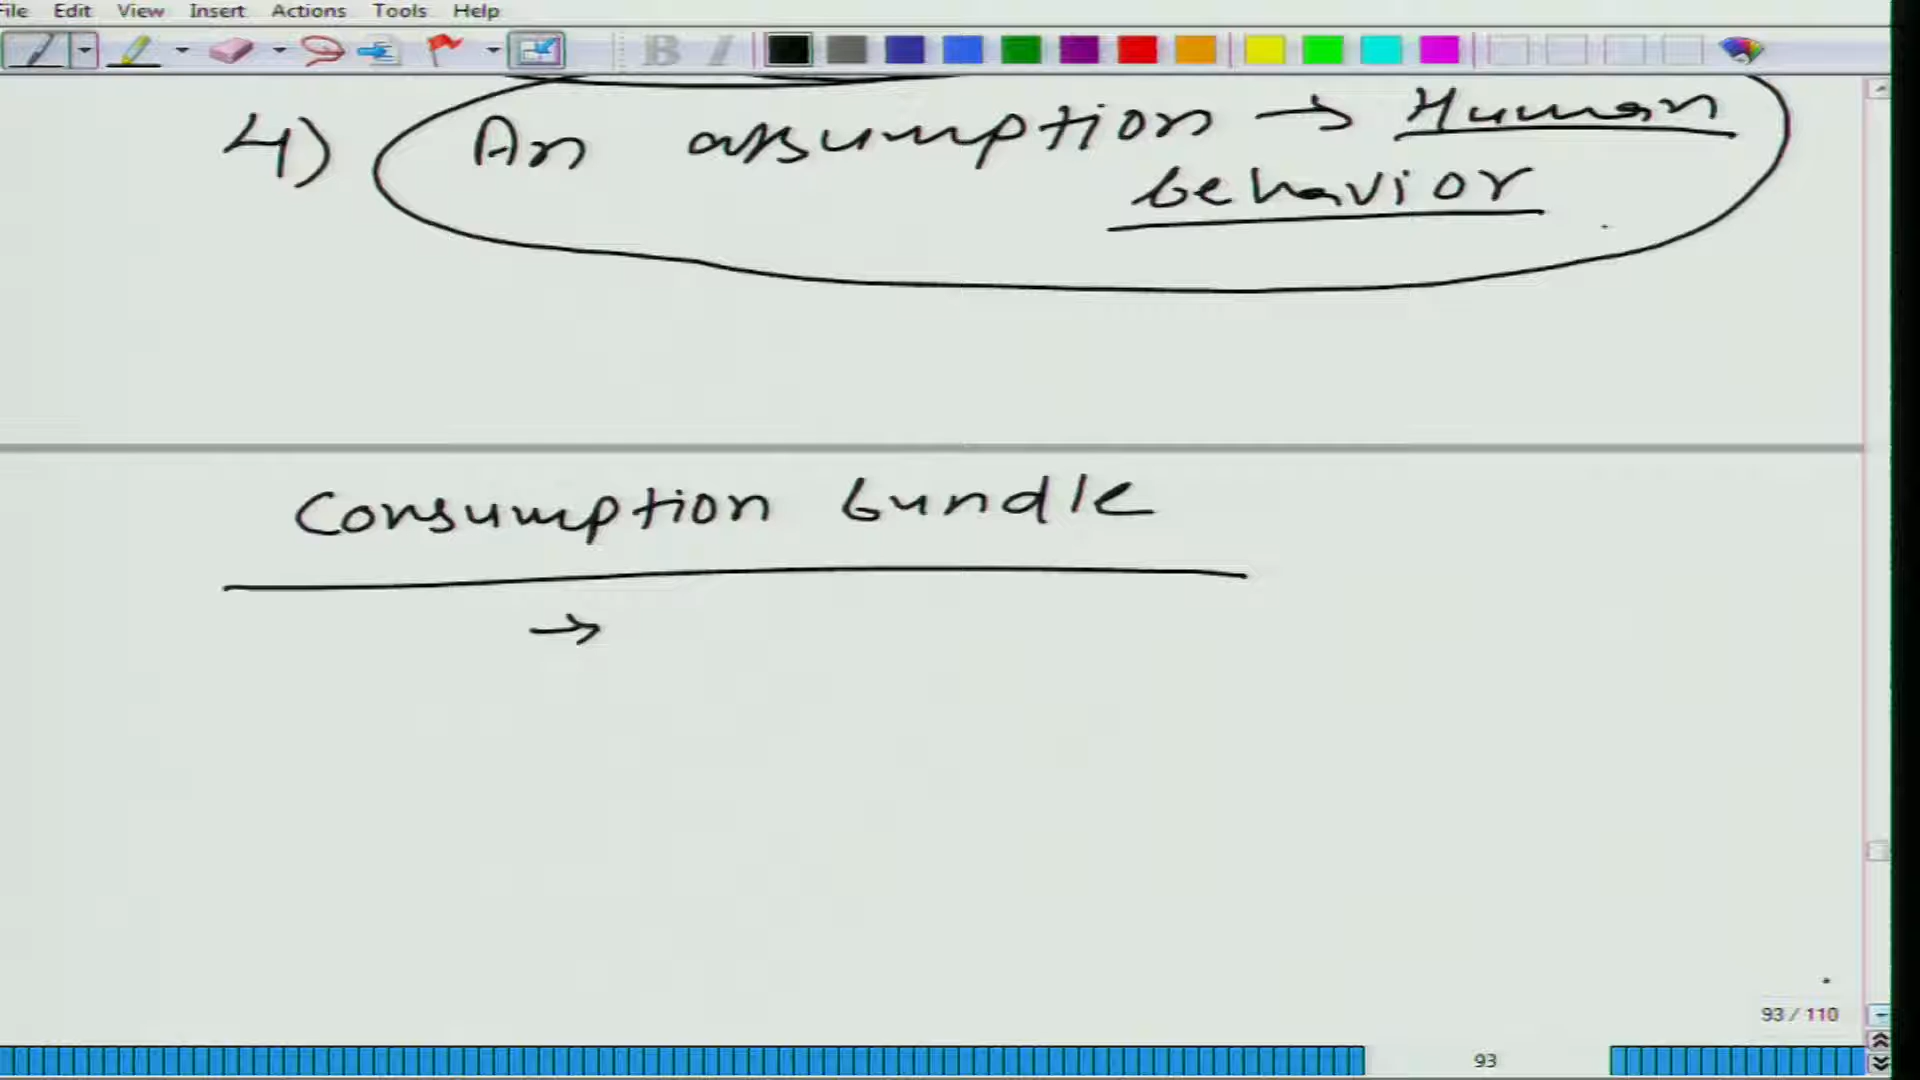 File Edit View Insert Actions Tools Help
B I
4) An assumption → Human
behavior
Consumption bundle
→
93 / 110
93